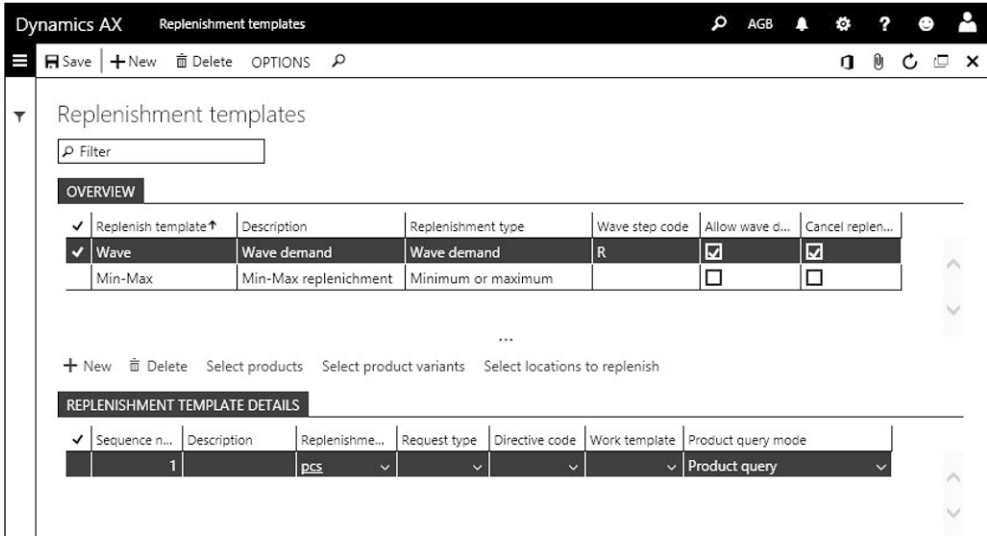 Dynamics AX Replenishment templates AGB ?
Save + New Delete OPTIONS
Replenishment templates
Filter
OVERVIEW
Replenish template Description Replenishment type Wave step code Allow wave d... Cancel replen...
Wave Wave demand Wave demand R
Min-Max Min-Max replenichment Minimum or maximum
...
+ New Delete Select products Select product variants Select locations to replenish
REPLENISHMENT TEMPLATE DETAILS
Sequence n... Description Replenishme... Request type Directive code Work template Product query mode
1 pcs Product query